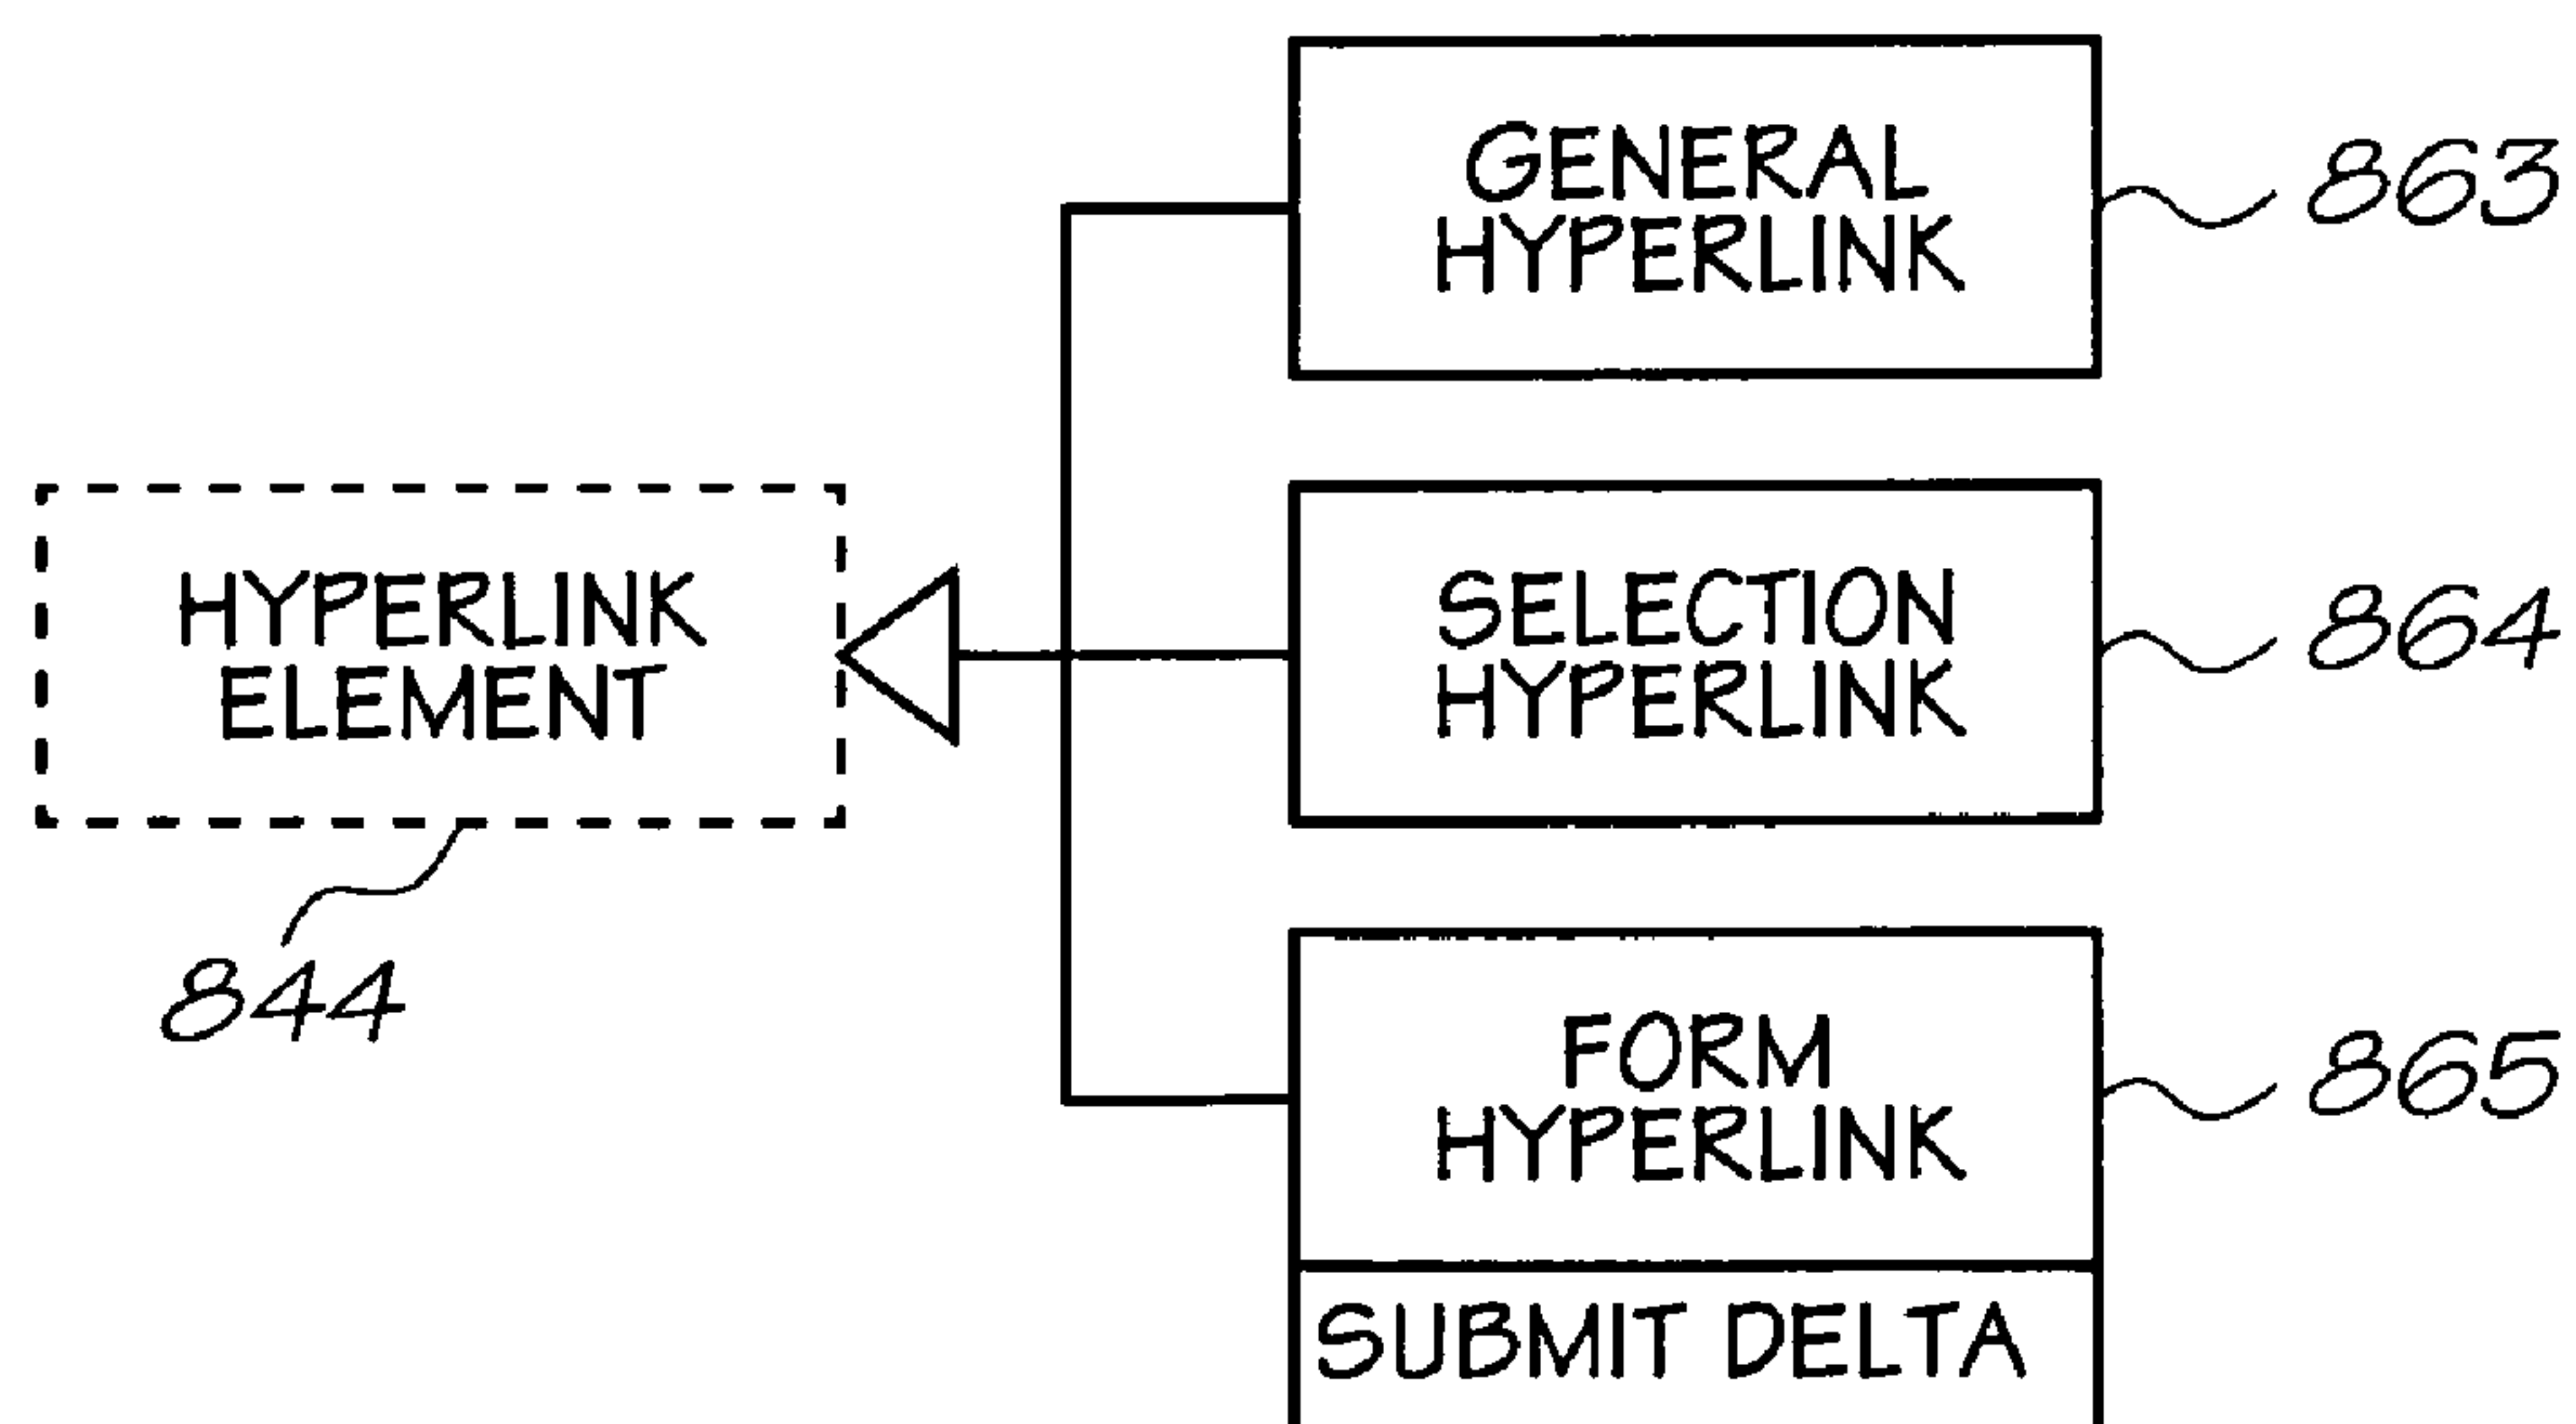 GENERAL
HYPERLINK
863
HYPERLINK
ELEMENT
844
SELECTION
HYPERLINK
864
FORM
HYPERLINK
865
SUBMIT DELTA